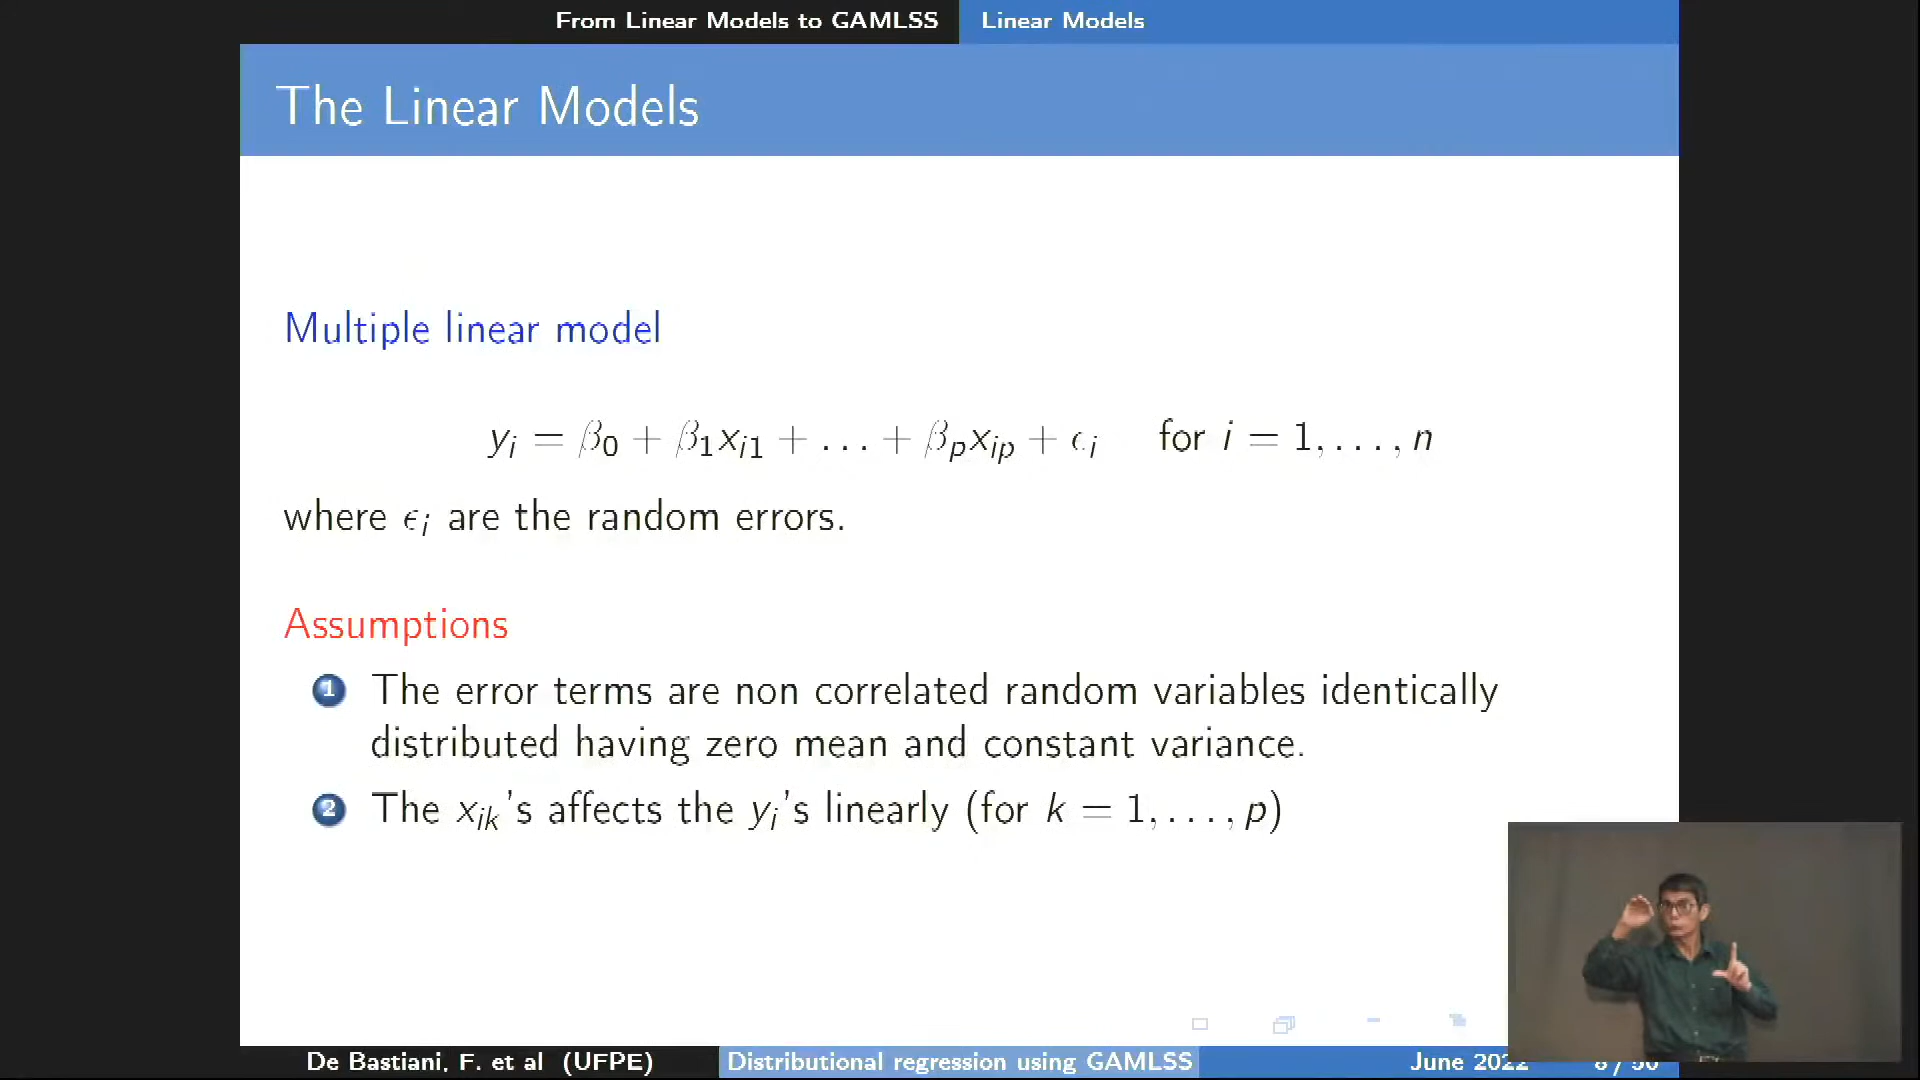 From Linear Models to GAMLSS Linear Models
The Linear Models
Multiple linear model
yᵢ = β₀ + β₁xᵢ₁ + . . . + βₚxᵢₚ + ϵᵢ for i = 1, . . . , n
where ϵᵢ are the random errors.
Assumptions
1 The error terms are non correlated random variables identically
distributed having zero mean and constant variance.
2 The xᵢₖ's affects the yᵢ's linearly (for k = 1, . . . , p)
De Bastiani, F. et al (UFPE) Distributional regression using GAMLSS June 2022